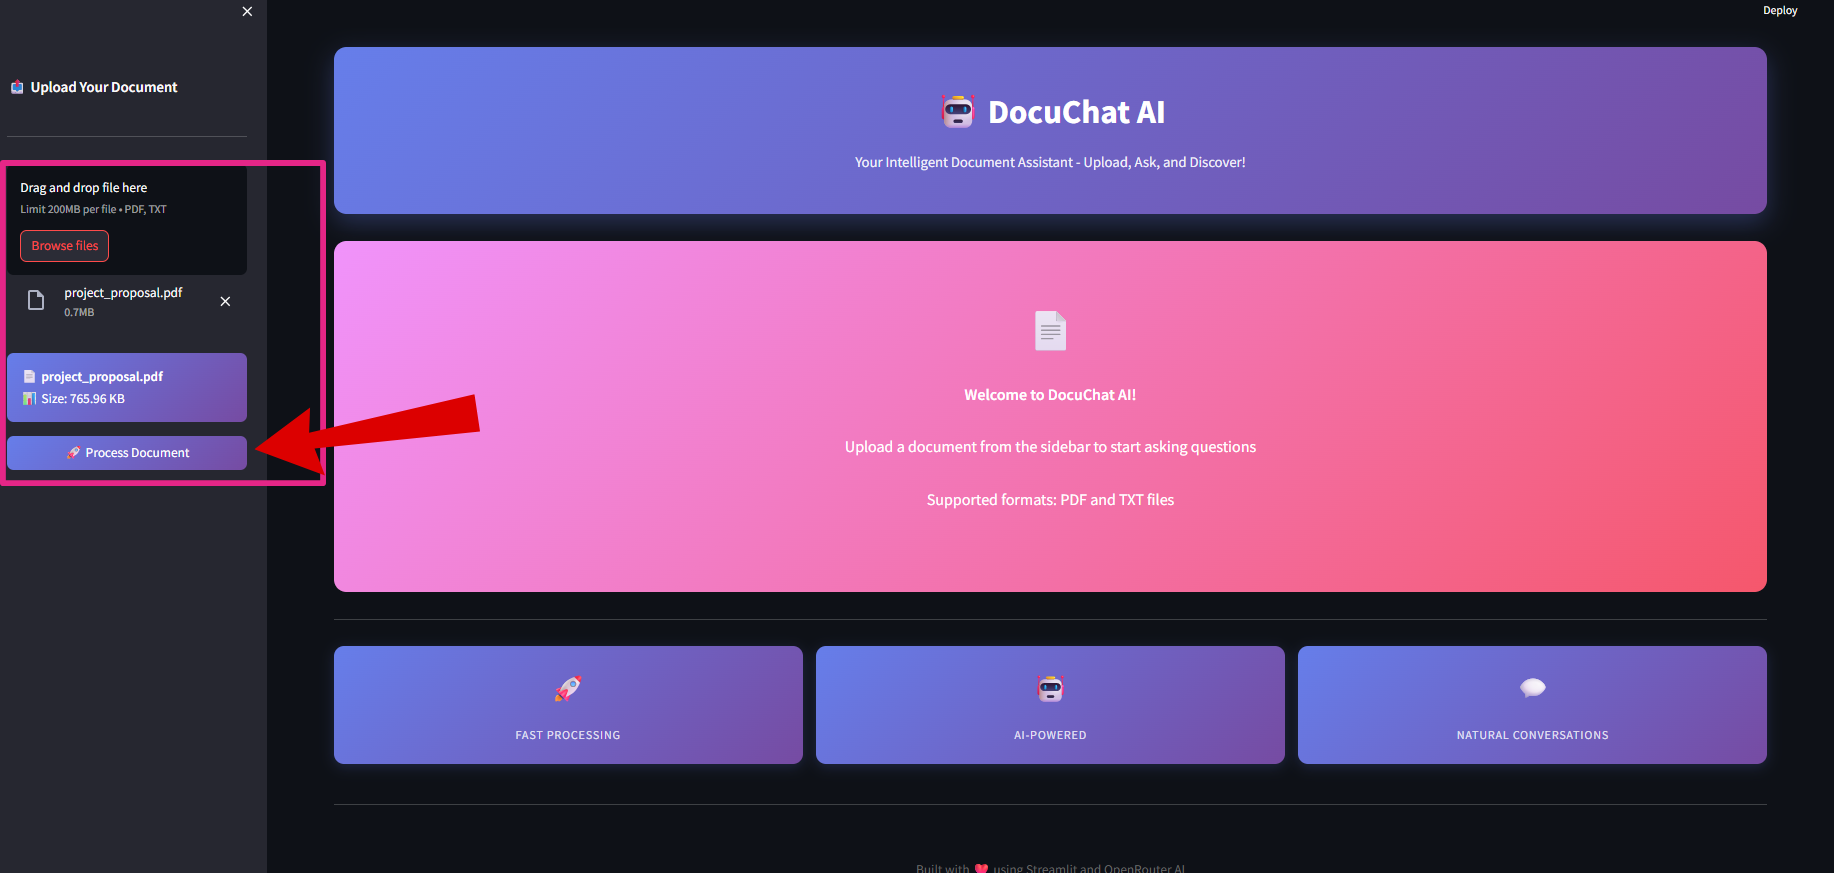 Deploy
Upload Your Document
Drag and drop file here
Limit 200MB per file • PDF, TXT
Browse files
project_proposal.pdf
0.7MB
project_proposal.pdf
Size: 765.96 KB
Process Document
DocuChat AI
Your Intelligent Document Assistant - Upload, Ask, and Discover!
Welcome to DocuChat AI!
Upload a document from the sidebar to start asking questions
Supported formats: PDF and TXT files
FAST PROCESSING
AI-POWERED
NATURAL CONVERSATIONS
Built with ❤️ using Streamlit and OpenRouter AI